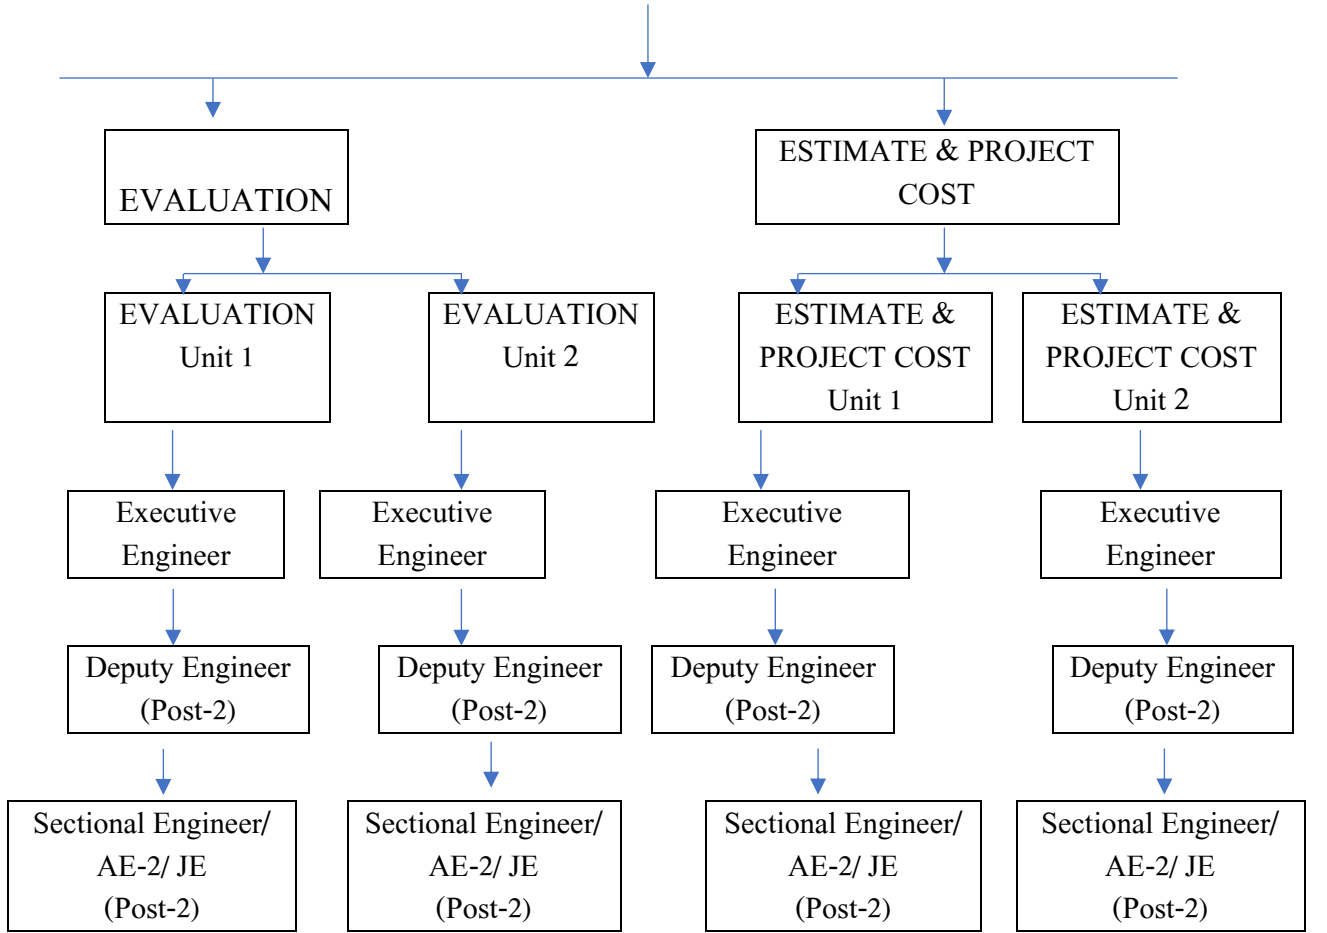 EVALUATION
ESTIMATE & PROJECT
COST
EVALUATION
Unit 1
EVALUATION
Unit 2
ESTIMATE &
PROJECT COST
Unit 1
ESTIMATE &
PROJECT COST
Unit 2
Executive
Engineer
Executive
Engineer
Executive
Engineer
Executive
Engineer
Deputy Engineer
(Post-2)
Deputy Engineer
(Post-2)
Deputy Engineer
(Post-2)
Deputy Engineer
(Post-2)
Sectional Engineer/
AE-2/ JE
(Post-2)
Sectional Engineer/
AE-2/ JE
(Post-2)
Sectional Engineer/
AE-2/ JE
(Post-2)
Sectional Engineer/
AE-2/ JE
(Post-2)